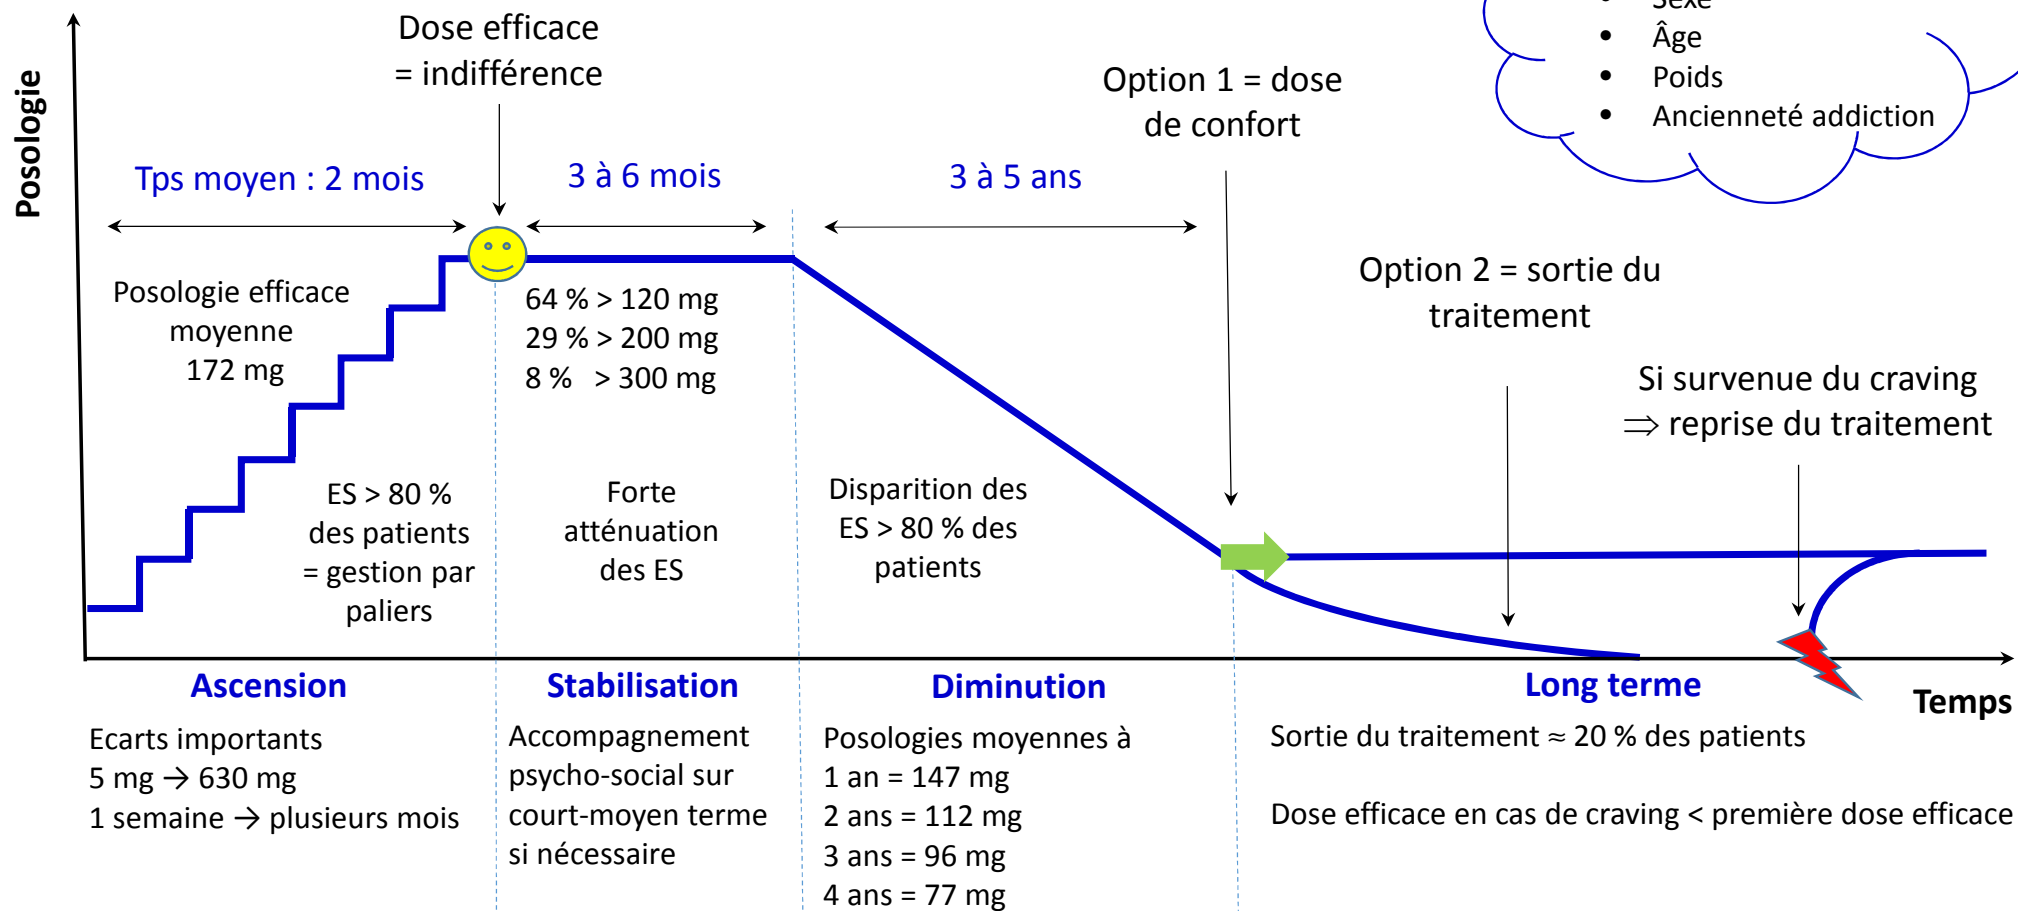 Posologie
Dose efficace
= indifférence
Option 1 = dose
de confort
Sexe
• Âge
• Poids
• Ancienneté addiction
Tps moyen : 2 mois
3 à 6 mois
3 à 5 ans
Posologie efficace
moyenne
172 mg
64 % > 120 mg
29 % > 200 mg
8 % > 300 mg
Option 2 = sortie du
traitement
Si survenue du craving
⇒ reprise du traitement
ES > 80 %
des patients
= gestion par
paliers
Forte
atténuation
des ES
Disparition des
ES > 80 % des
patients
Ascension
Stabilisation
Diminution
Long terme
Temps
Ecarts importants
5 mg → 630 mg
1 semaine → plusieurs mois
Accompagnement
psycho-social sur
court-moyen terme
si nécessaire
Posologies moyennes à
1 an = 147 mg
2 ans = 112 mg
3 ans = 96 mg
4 ans = 77 mg
Sortie du traitement ≈ 20 % des patients
Dose efficace en cas de craving < première dose efficace